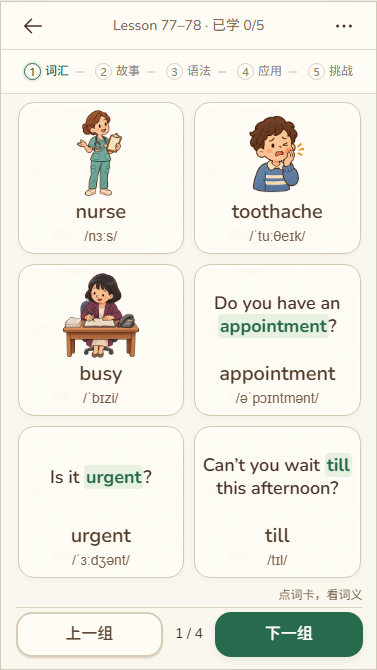 Lesson 77–78 · 已学 0/5
1 词汇 – 2 故事 – 3 语法 – 4 应用 – 5 挑战
nurse
/nɜːs/
toothache
/ˈtuːθeɪk/
busy
/ˈbɪzi/
Do you have an
appointment?
appointment
/əˈpɔɪntmənt/
Is it urgent?
urgent
/ˈɜːdʒənt/
Can’t you wait till
this afternoon?
till
/tɪl/
点词卡，看词义
上一组
1 / 4
下一组